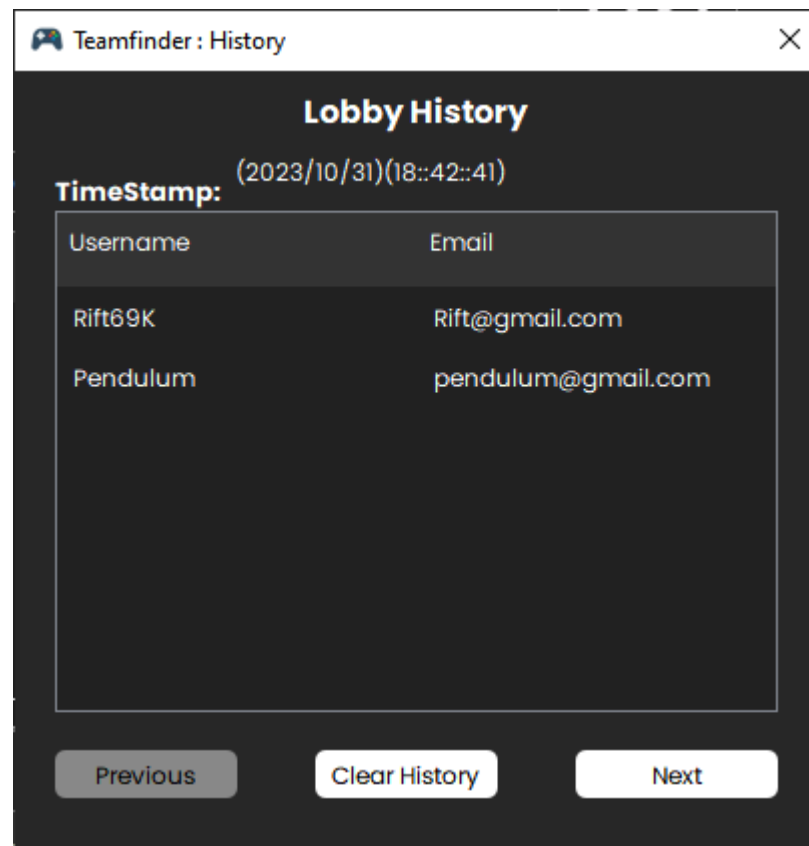 Teamfinder : History
Lobby History
TimeStamp: (2023/10/31)(18::42::41)
Username Email
Rift69K Rift@gmail.com
Pendulum pendulum@gmail.com
Previous Clear History Next